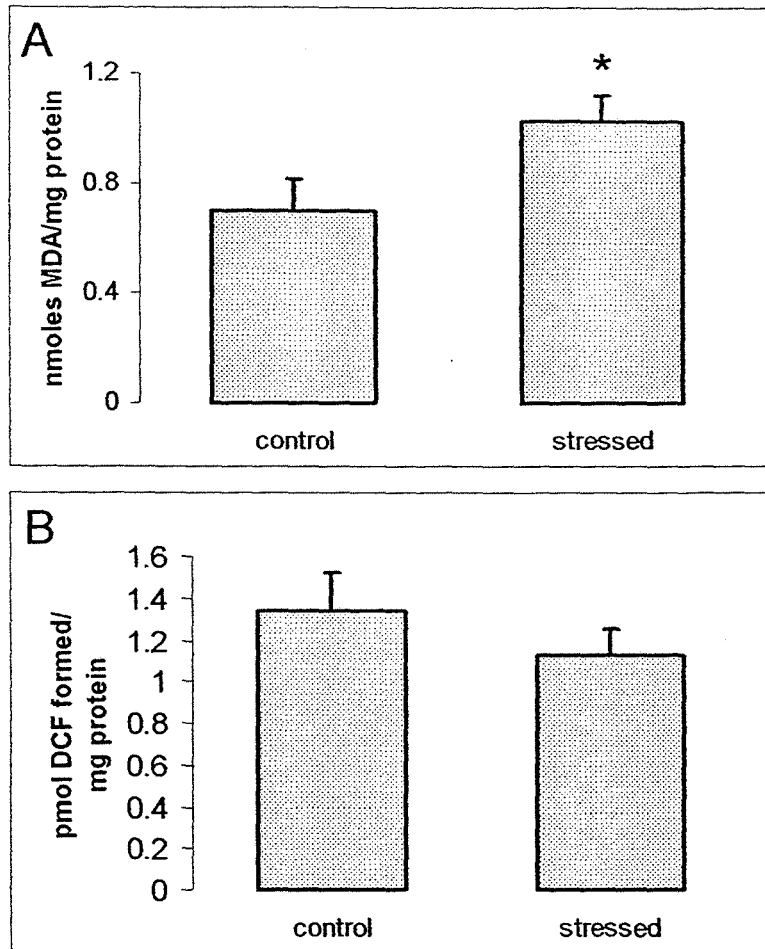 A
*
1.2
0.8
0.4
0
nmoles MDA/mg protein
control stressed
B
1.6
1.4
1.2
1
0.8
0.6
0.4
0.2
0
pmol DCF formed/
mg protein
control stressed